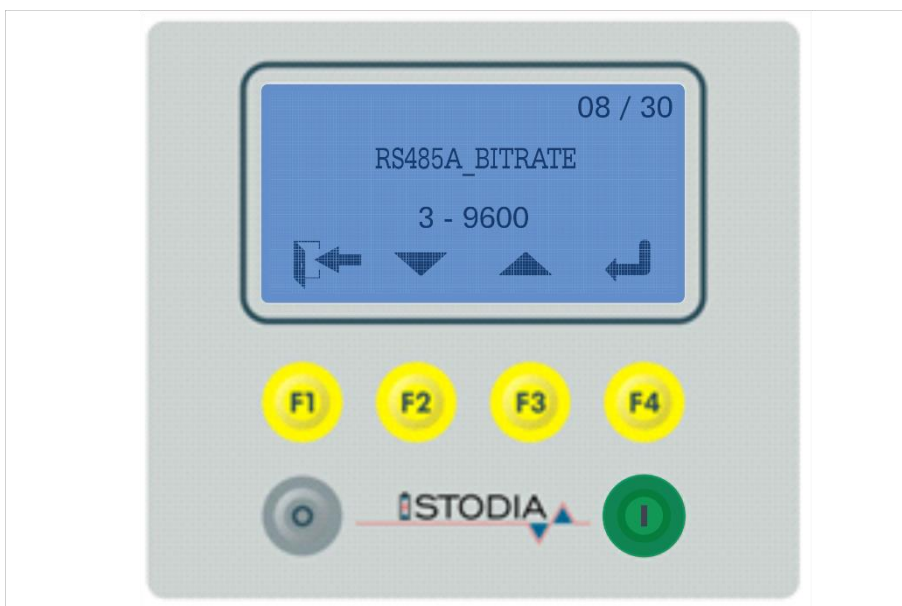 08 / 30
RS485A_BITRATE
3 - 9600
F1
F2
F3
F4
O
ISTODIA
I